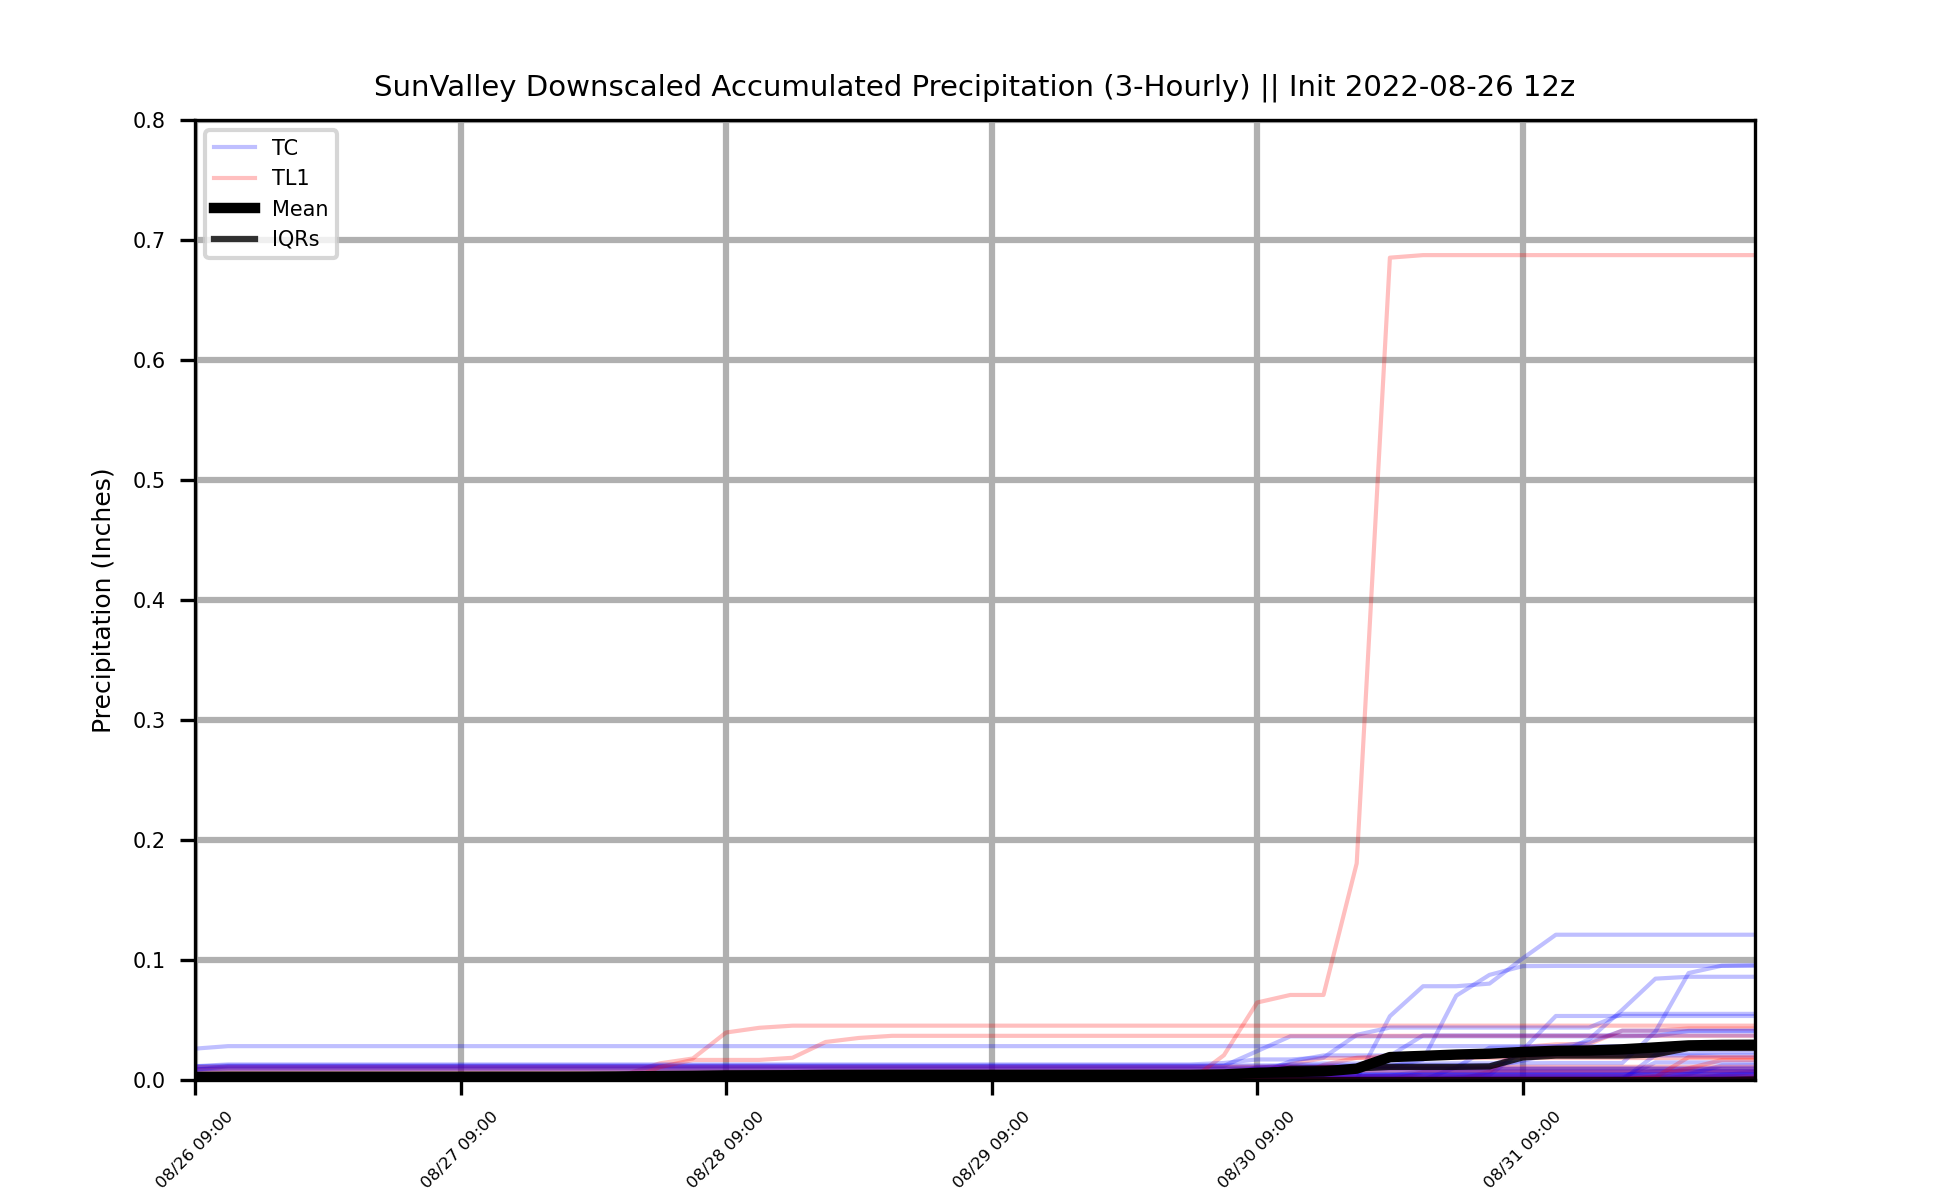 SunValley Downscaled Accumulated Precipitation (3-Hourly) || Init 2022-08-26 12z
TC
TL1
Mean
IQRs
Precipitation (Inches)
0.8
0.7
0.6
0.5
0.4
0.3
0.2
0.1
0.0
08/26 09:00
08/27 09:00
08/28 09:00
08/29 09:00
08/30 09:00
08/31 09:00